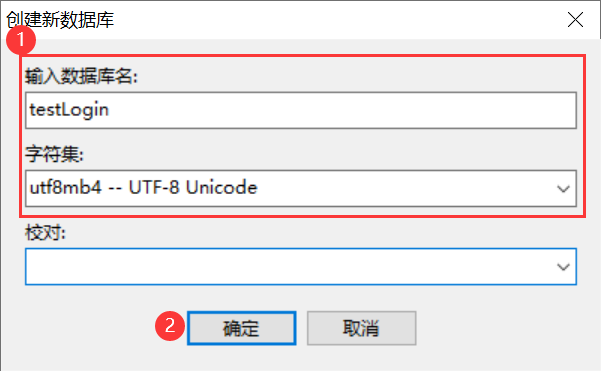 创建新数据库
1
输入数据库名:
testLogin
字符集:
utf8mb4 -- UTF-8 Unicode
校对:
2 确定 取消